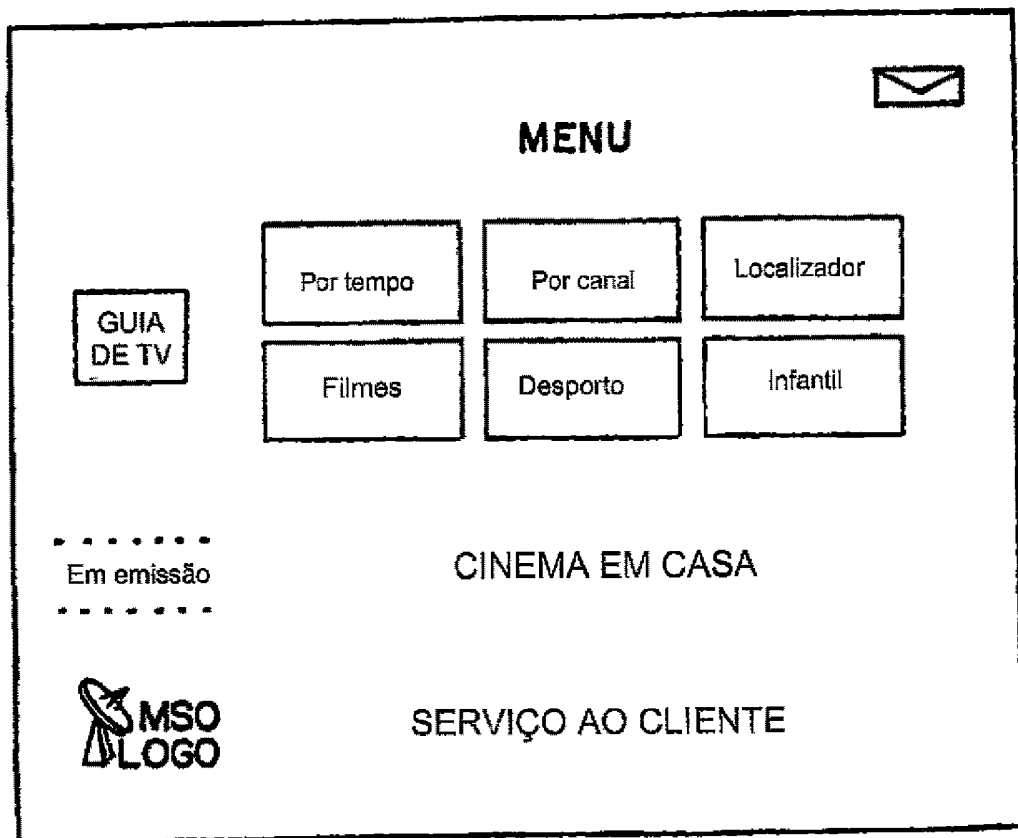 MENU
Por tempo
Por canal
Localizador
GUIA
DE TV
Filmes
Desporto
Infantil
Em emissão
CINEMA EM CASA
MSO
LOGO
SERVIÇO AO CLIENTE